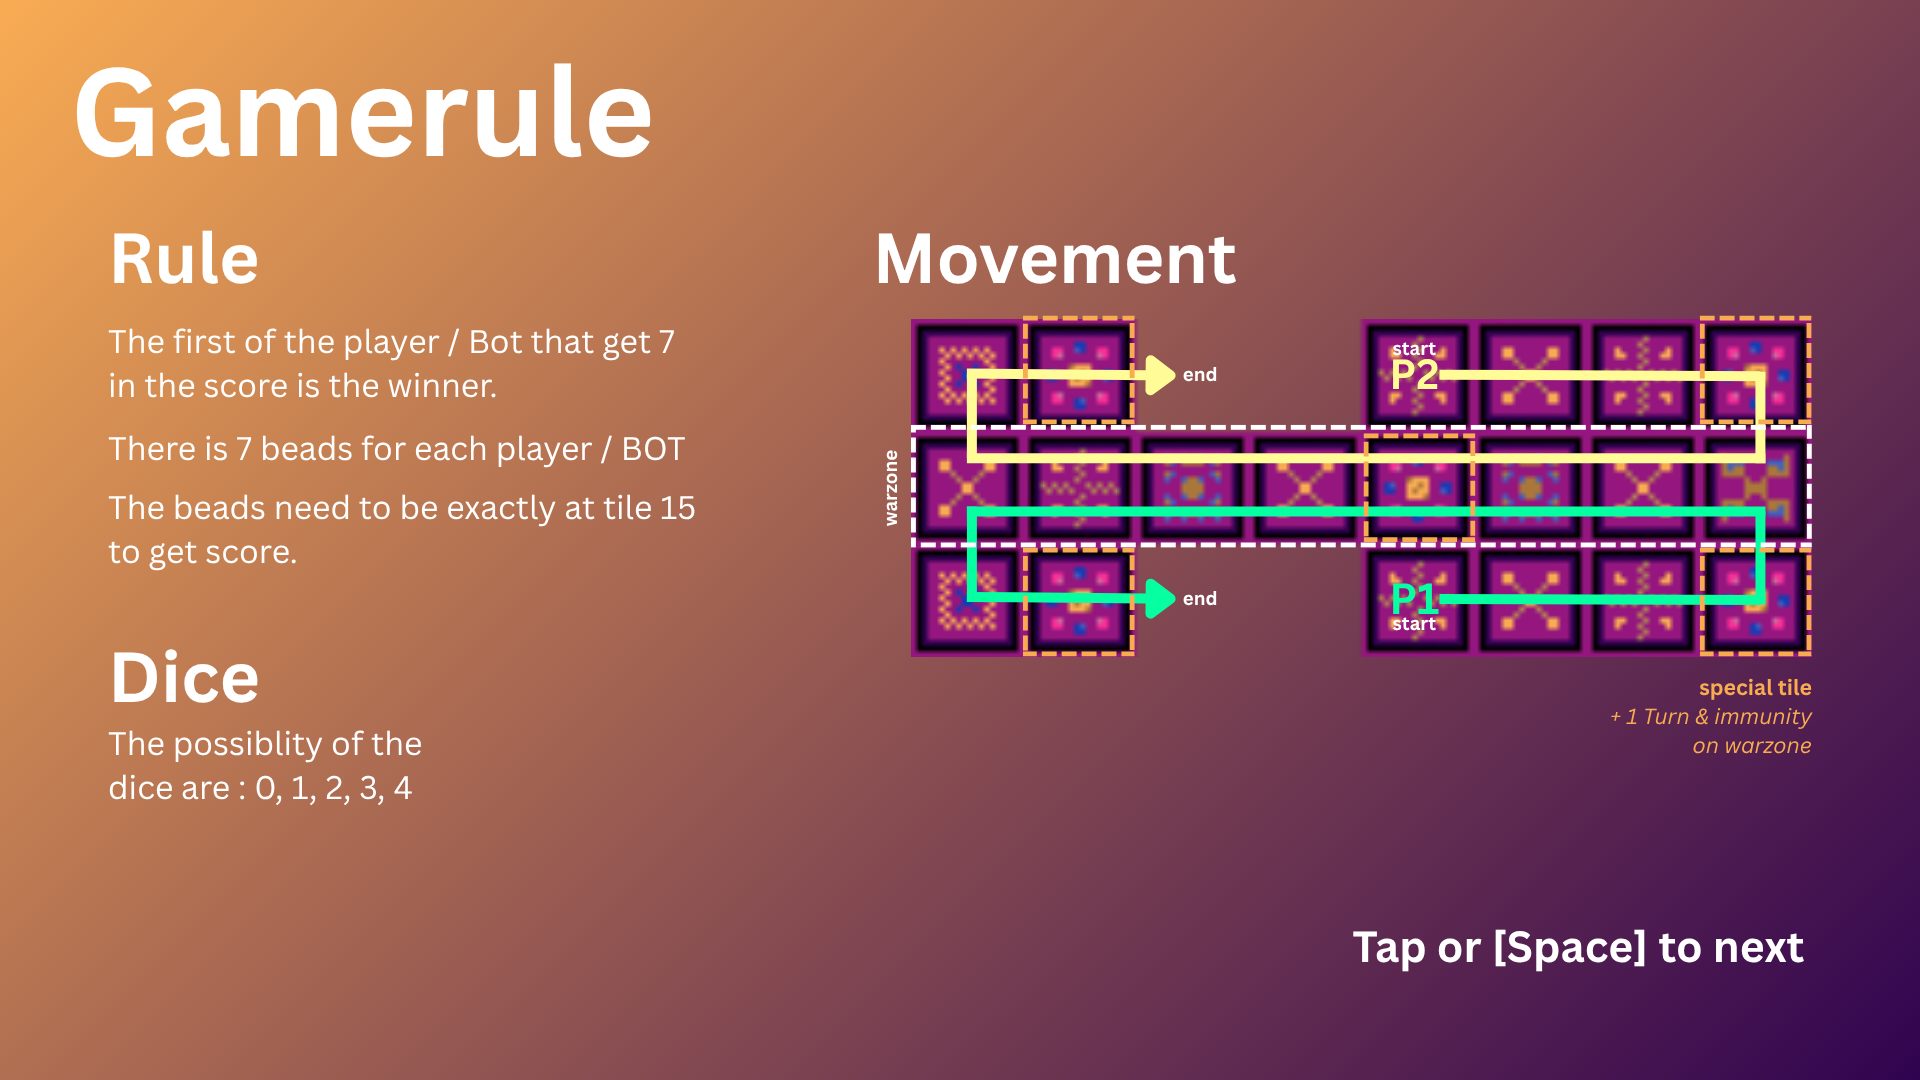 Gamerule
Rule
The first of the player / Bot that get 7
in the score is the winner.
There is 7 beads for each player / BOT
The beads need to be exactly at tile 15
to get score.
Dice
The possiblity of the
dice are : 0, 1, 2, 3, 4
Movement
start
P2
end
warzone
end
P1
start
special tile
+ 1 Turn & immunity
on warzone
Tap or [Space] to next